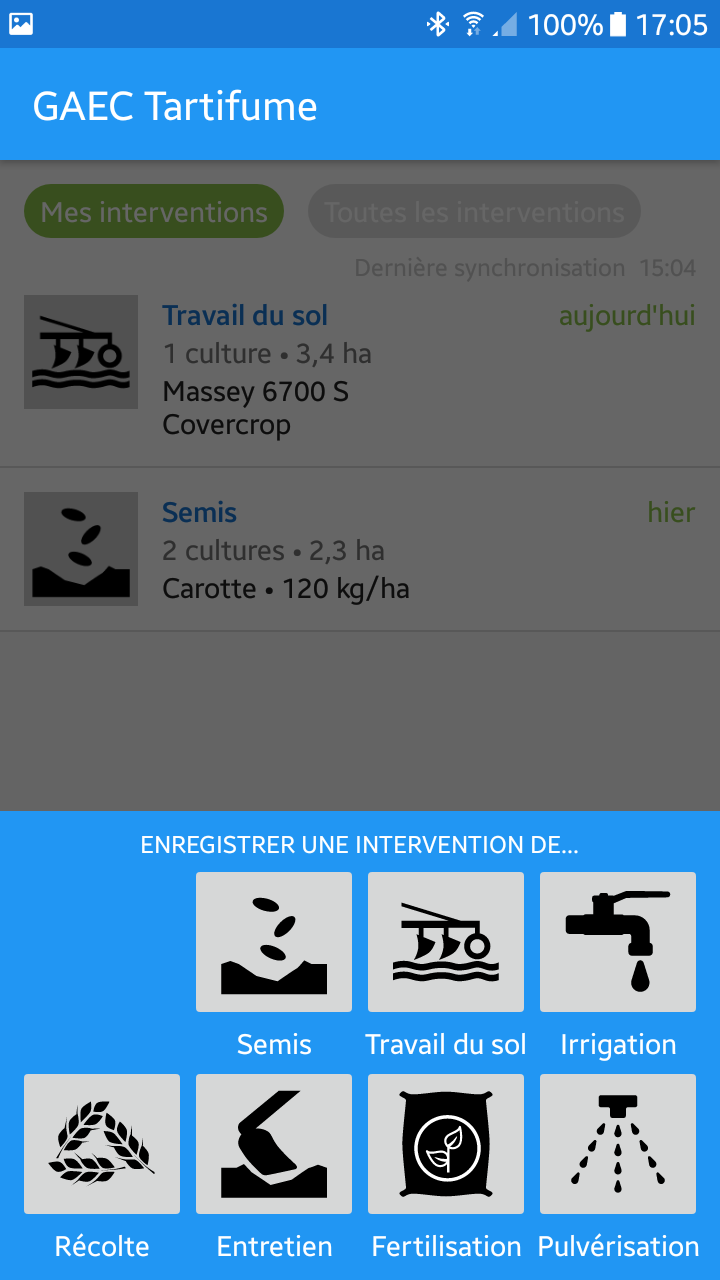 100% 17:05
GAEC Tartifume
Mes interventions Toutes les interventions
Dernière synchronisation 15:04
Travail du sol aujourd'hui
1 culture • 3,4 ha
Massey 6700 S
Covercrop
Semis hier
2 cultures • 2,3 ha
Carotte • 120 kg/ha
ENREGISTRER UNE INTERVENTION DE...
Semis Travail du sol Irrigation
Récolte Entretien Fertilisation Pulvérisation